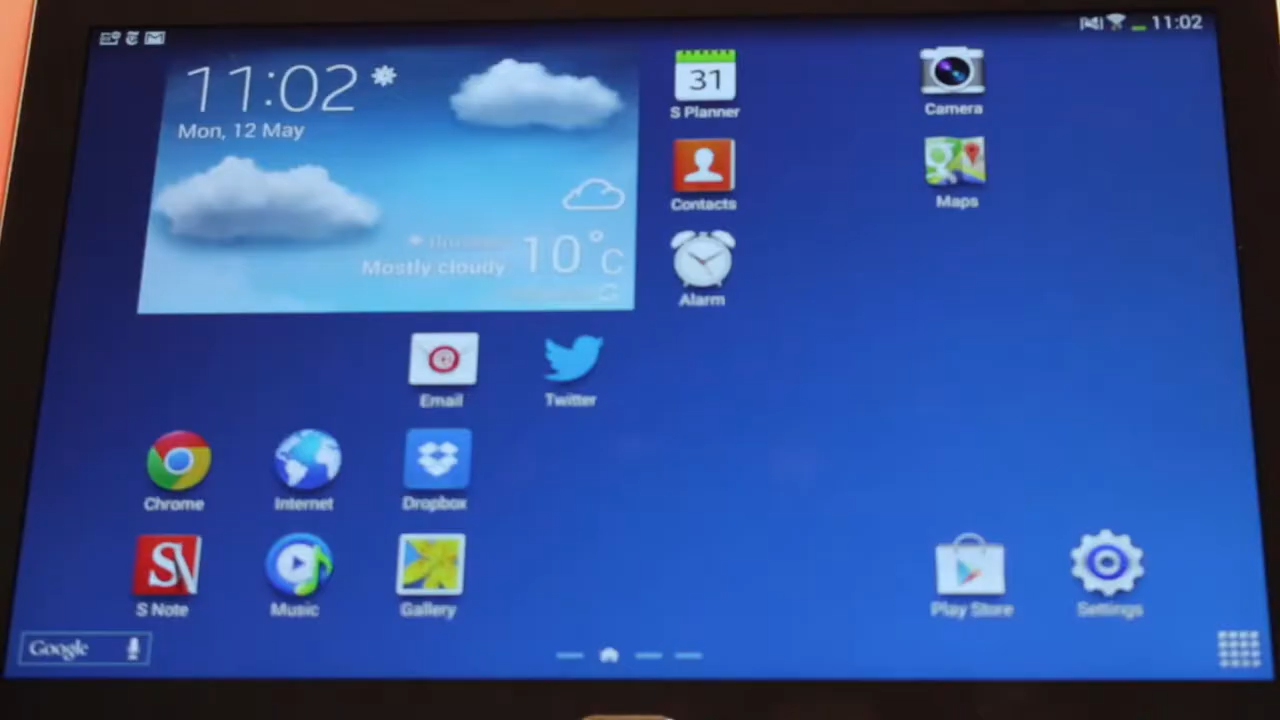 11:02
11:02
Mon, 12 May
10°C
Mostly cloudy
31
S Planner
Camera
Contacts
Maps
Alarm
Email
Twitter
Chrome
Internet
Dropbox
SN
S Note
Music
Gallery
Play Store
Settings
Google